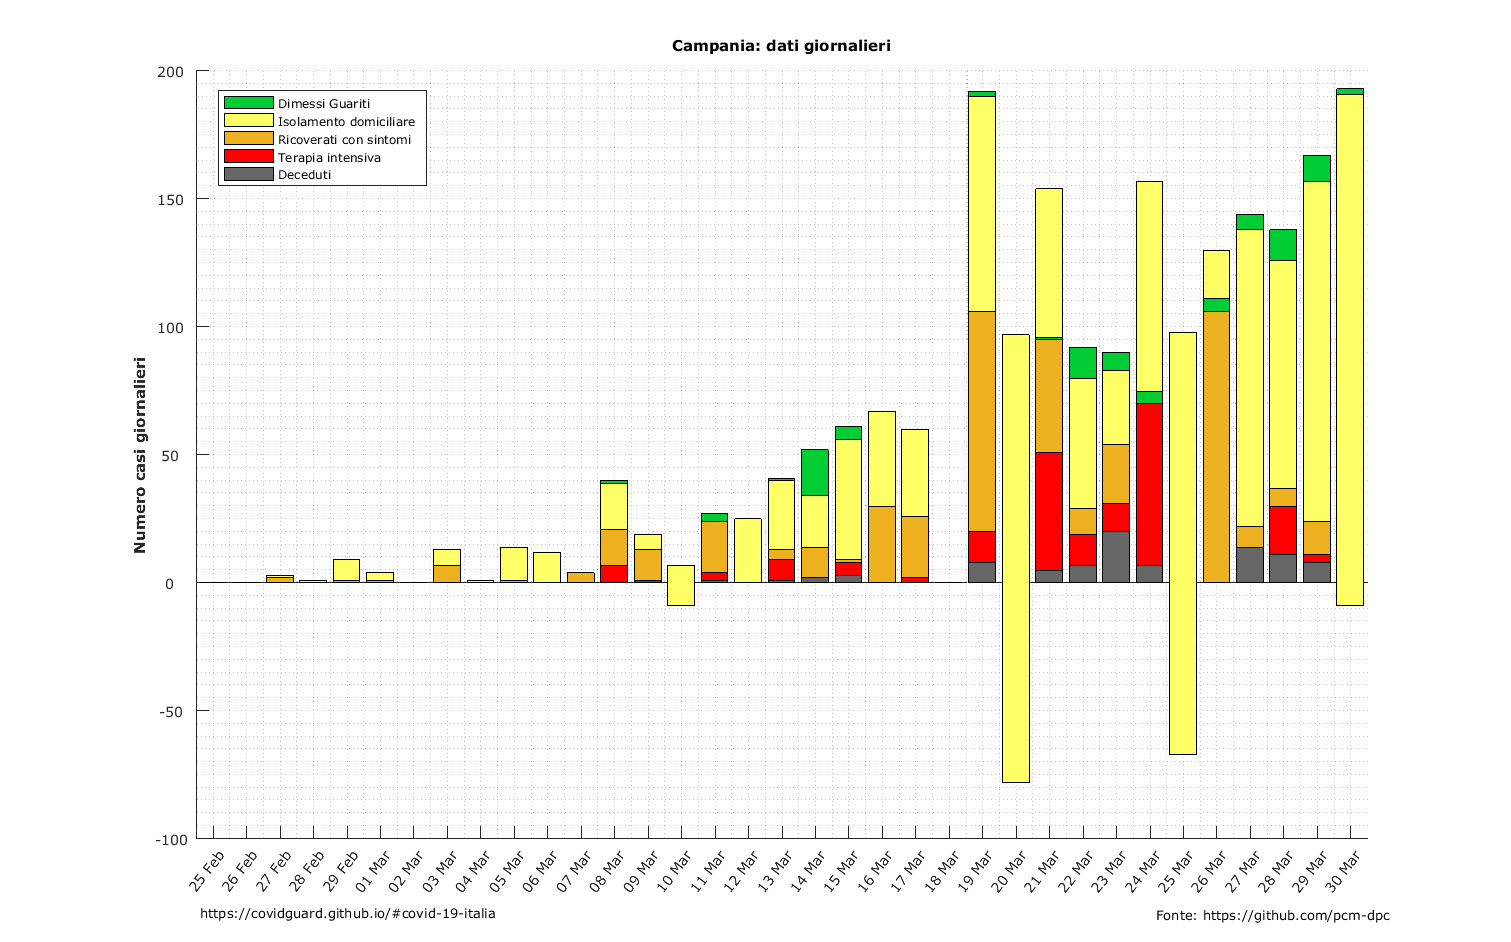 Campania: dati giornalieri
Numero casi giornalieri
200
150
100
50
0
-50
-100
Dimessi Guariti
Isolamento domiciliare
Ricoverati con sintomi
Terapia intensiva
Deceduti
25 Feb
26 Feb
27 Feb
28 Feb
29 Feb
01 Mar
02 Mar
03 Mar
04 Mar
05 Mar
06 Mar
07 Mar
08 Mar
09 Mar
10 Mar
11 Mar
12 Mar
13 Mar
14 Mar
15 Mar
16 Mar
17 Mar
18 Mar
19 Mar
20 Mar
21 Mar
22 Mar
23 Mar
24 Mar
25 Mar
26 Mar
27 Mar
28 Mar
29 Mar
30 Mar
https://covidguard.github.io/#covid-19-italia
Fonte: https://github.com/pcm-dpc